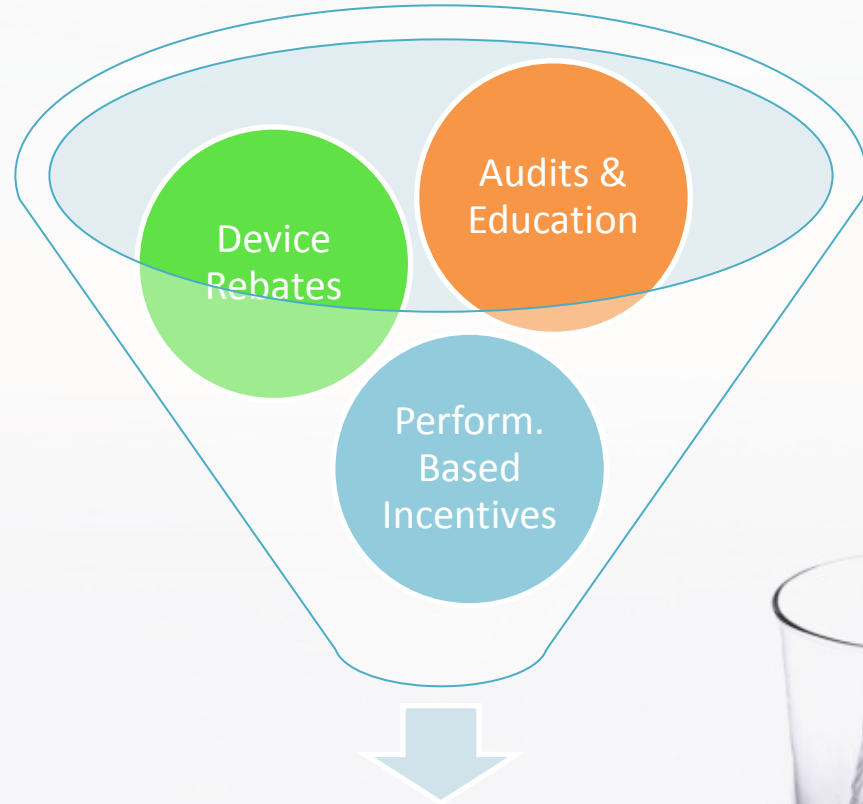 Device
Rebates
Audits &
Education
Perform.
Based
Incentives